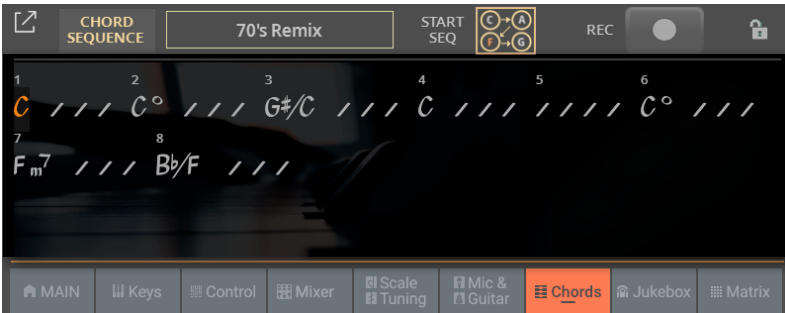 CHORD SEQUENCE 70's Remix START SEQ C A F G REC
1 2 3 4 5 6
C / / / C° / / / G♯/C / / / C / / / / / / / C° / / /
7 8
Fm7 / / / B♭/F / / /
MAIN Keys Control Mixer Scale Tuning Mic & Guitar Chords Jukebox Matrix